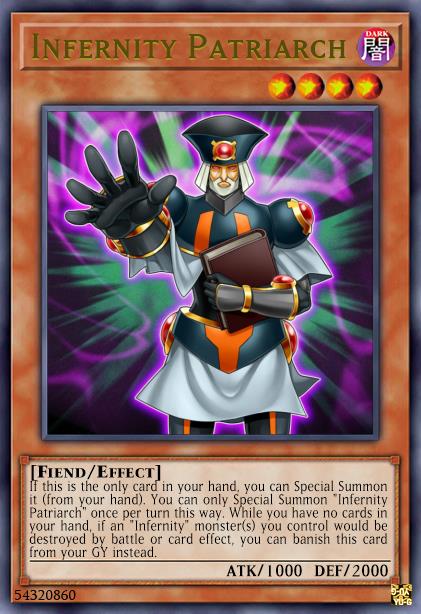 INFERNITY PATRIARCH
DARK
闇
[FIEND/EFFECT]
If this is the only card in your hand, you can Special Summon
it (from your hand). You can only Special Summon "Infernity
Patriarch" once per turn this way. While you have no cards in
your hand, if an "Infernity" monster(s) you control would be
destroyed by battle or card effect, you can banish this
card from your GY instead.
ATK/1000 DEF/2000
54320860